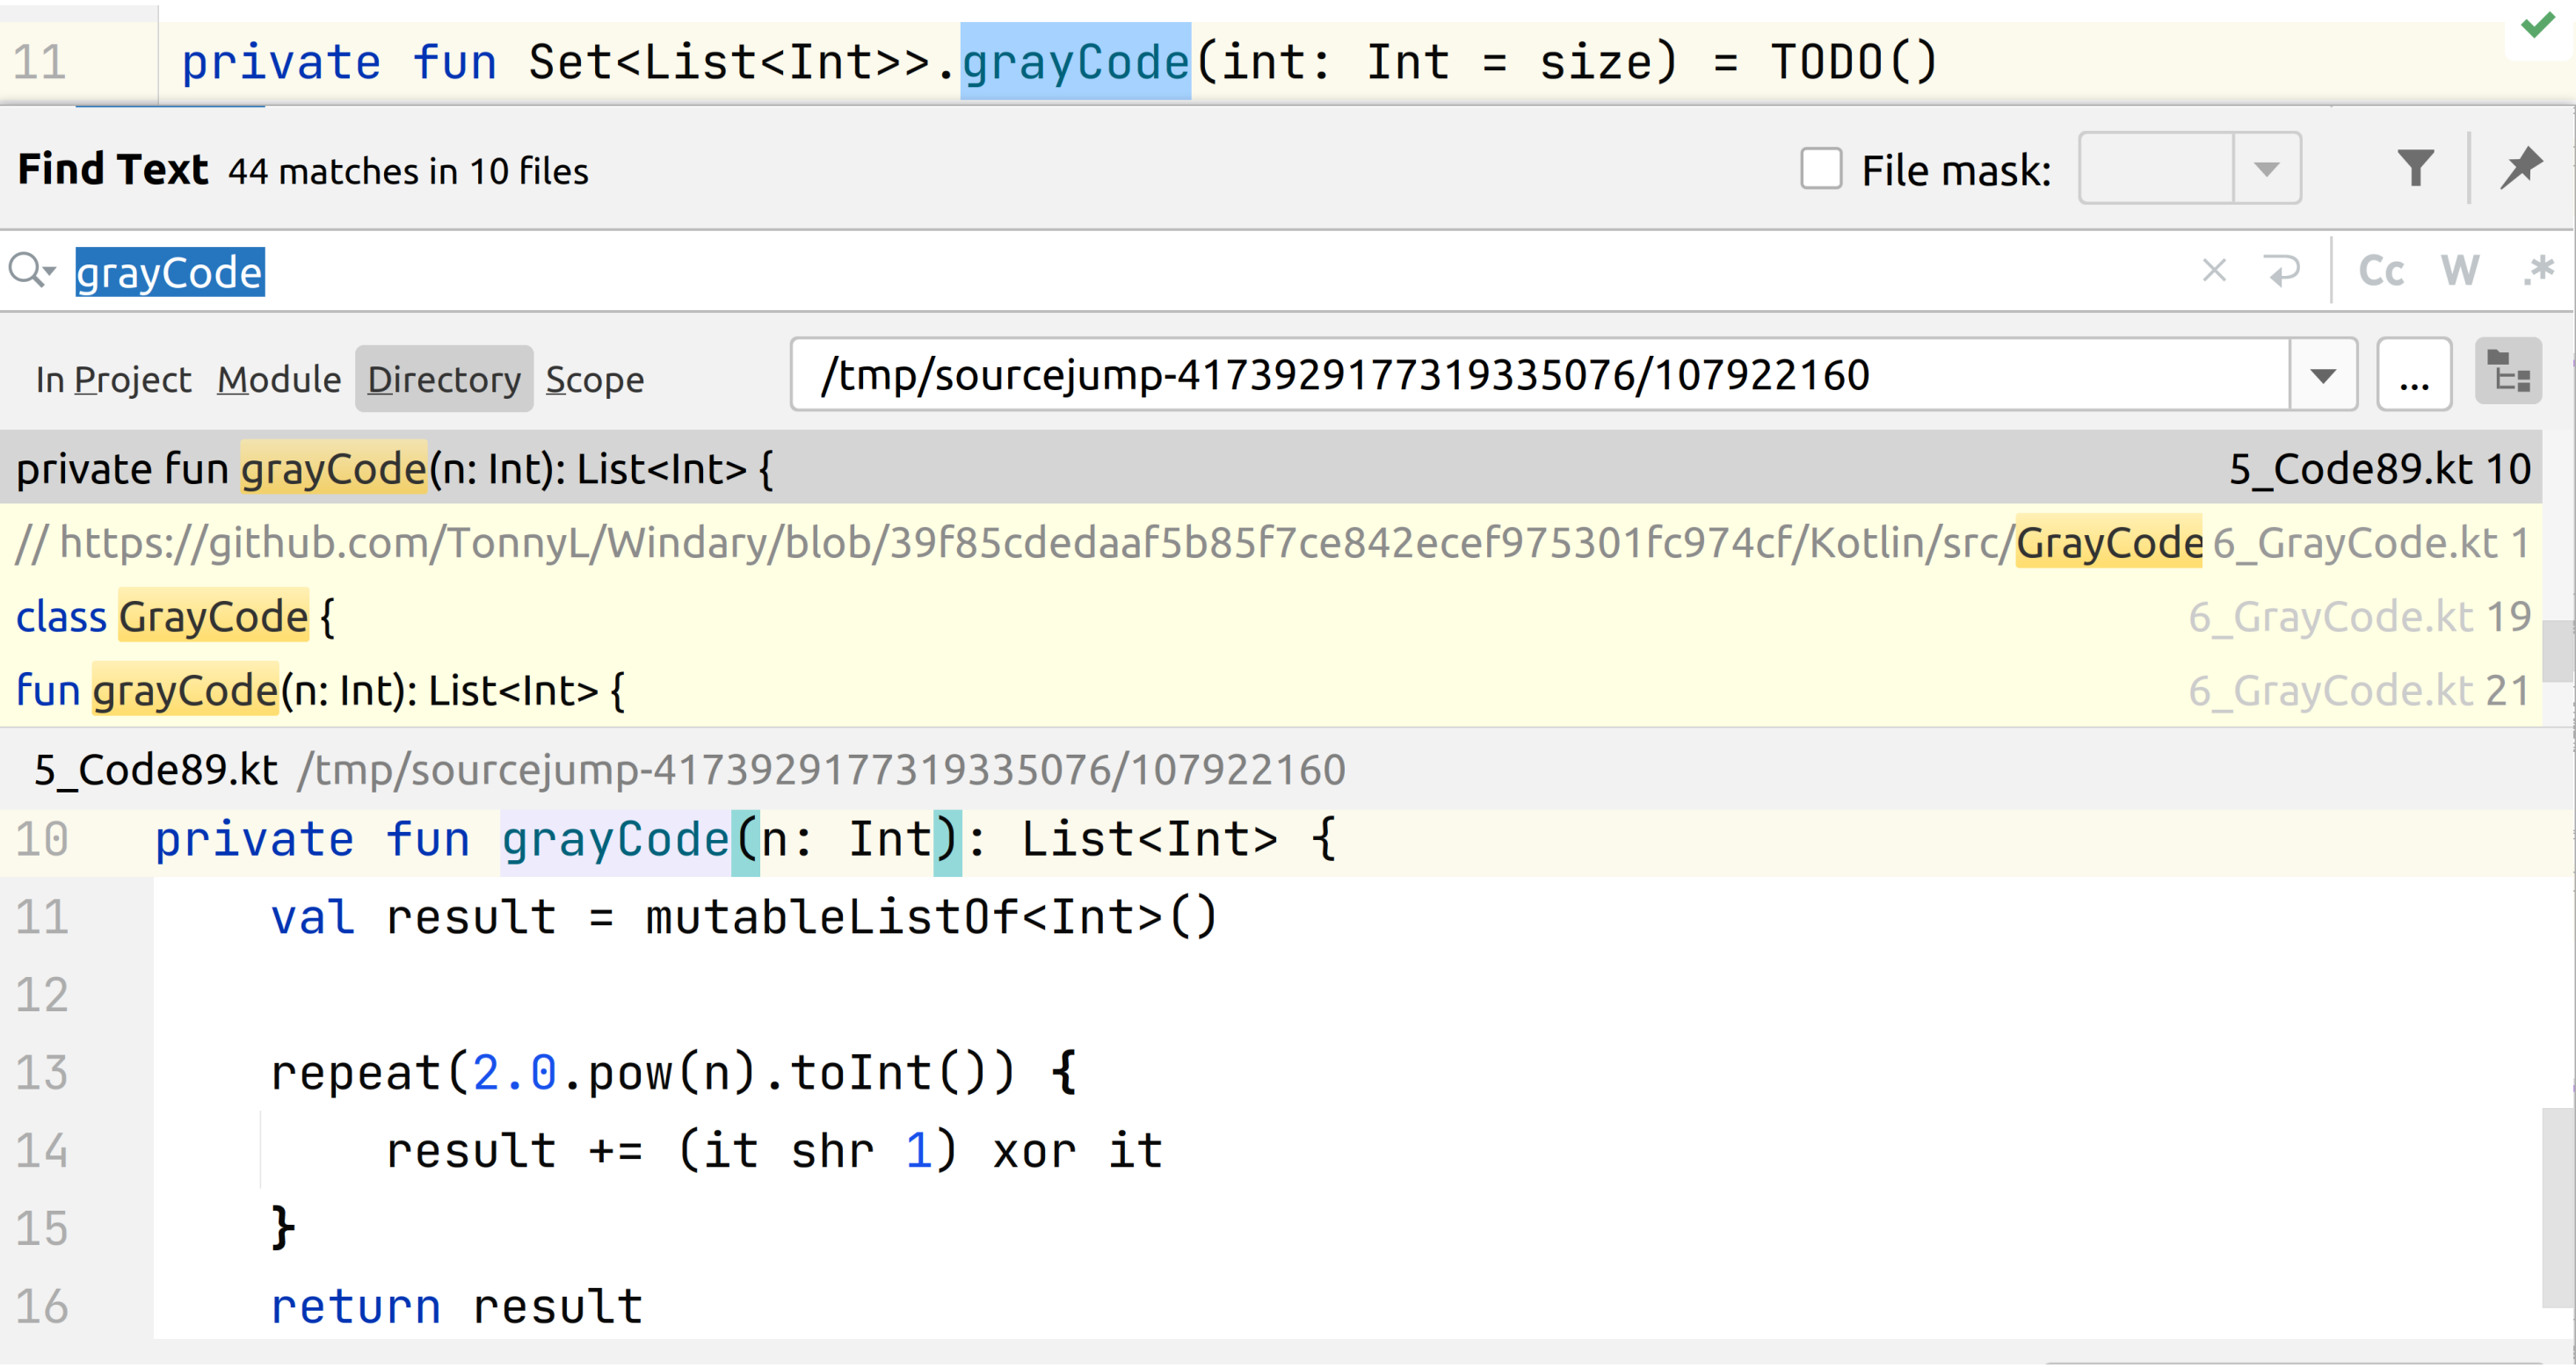 11 private fun Set<List<Int>>.grayCode(int: Int = size) = TODO()
Find Text 44 matches in 10 files File mask:
grayCode Cc W .*
In Project Module Directory Scope /tmp/sourcejump-4173929177319335076/107922160 ...
private fun grayCode(n: Int): List<Int> { 5_Code89.kt 10
// https://github.com/TonnyL/Windary/blob/39f85cdedaaf5b85f7ce842ecef975301fc974cf/Kotlin/src/GrayCode 6_GrayCode.kt 1
class GrayCode { 6_GrayCode.kt 19
fun grayCode(n: Int): List<Int> { 6_GrayCode.kt 21
5_Code89.kt /tmp/sourcejump-4173929177319335076/107922160
10 private fun grayCode(n: Int): List<Int> {
11 val result = mutableListOf<Int>()
12
13 repeat(2.0.pow(n).toInt()) {
14 result += (it shr 1) xor it
15 }
16 return result